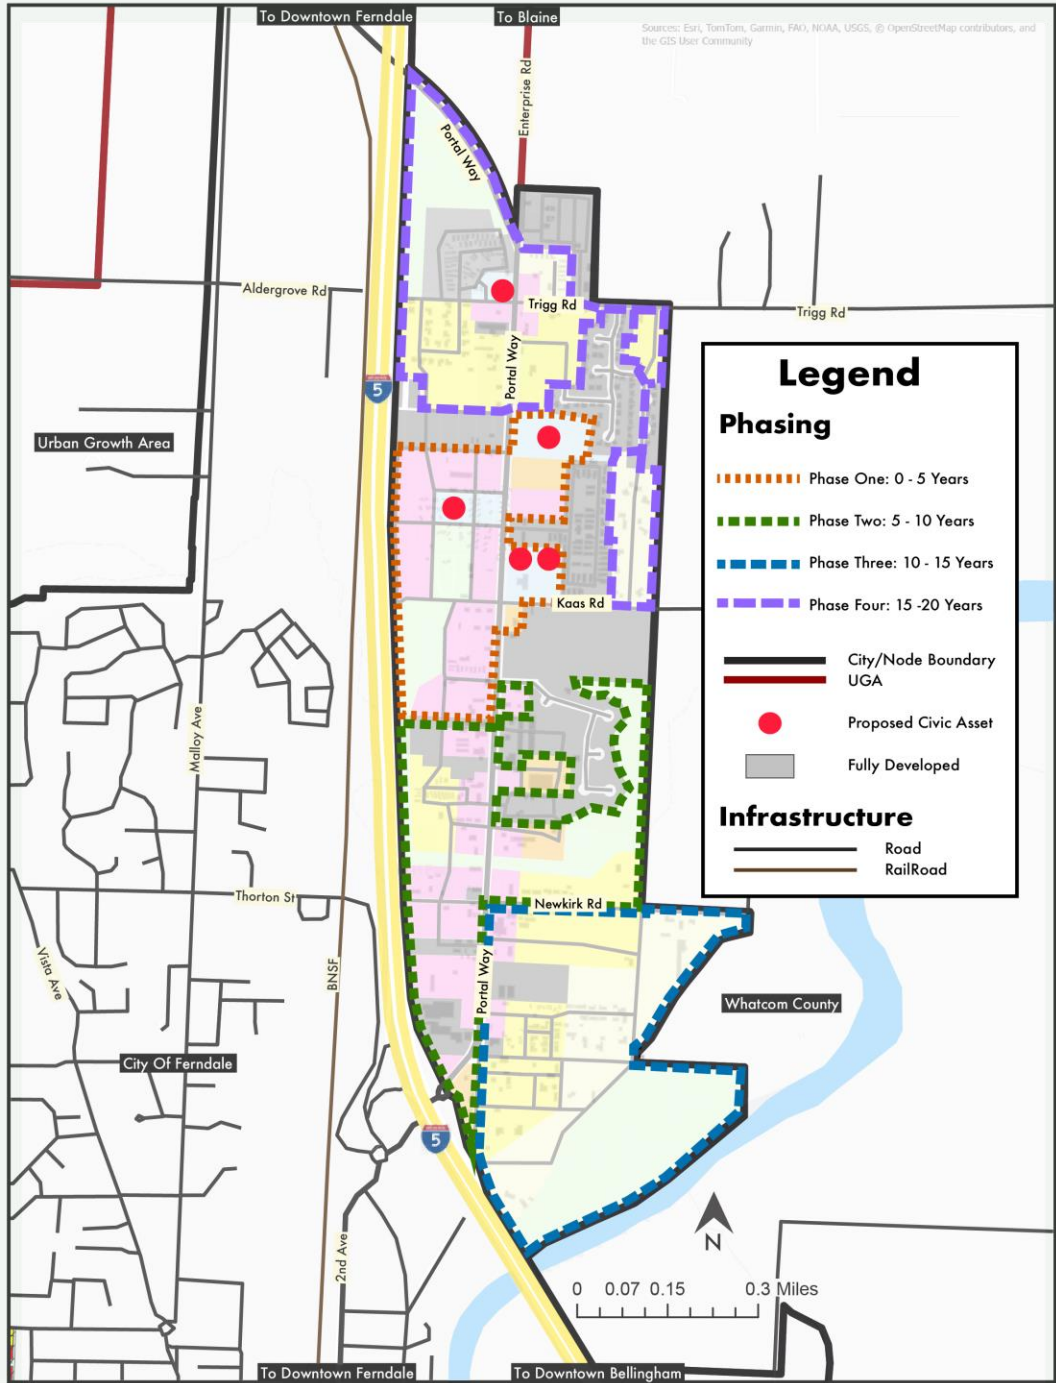 To Downtown Ferndale
To Blaine
Sources: Esri, TomTom, Garmin, FAO, NOAA, USGS, © OpenStreetMap contributors, and
the GIS User Community
Enterprise Rd
Portal Way
Aldergrove Rd
Trigg Rd
Trigg Rd
Portal Way
5
Urban Growth Area
Legend
Phasing
Phase One: 0 - 5 Years
Phase Two: 5 - 10 Years
Phase Three: 10 - 15 Years
Phase Four: 15 -20 Years
City/Node Boundary
UGA
Proposed Civic Asset
Fully Developed
Infrastructure
Road
RailRoad
Kaas Rd
Malloy Ave
Thorton St
Newkirk Rd
Vista Ave
BNSF
Portal Way
Whatcom County
City Of Ferndale
5
N
2nd Ave
0 0.07 0.15 0.3 Miles
To Downtown Ferndale
To Downtown Bellingham